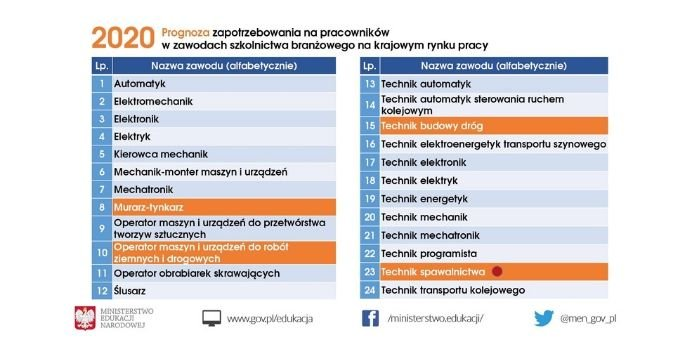 2020 Prognoza zapotrzebowania na pracowników
w zawodach szkolnictwa branżowego na krajowym rynku pracy
Lp. Nazwa zawodu (alfabetycznie)
1 Automatyk
2 Elektromechanik
3 Elektronik
4 Elektryk
5 Kierowca mechanik
6 Mechanik-monter maszyn i urządzeń
7 Mechatronik
8 Murarz-tynkarz
9 Operator maszyn i urządzeń do przetwórstwa
tworzyw sztucznych
10 Operator maszyn i urządzeń do robót
ziemnych i drogowych
11 Operator obrabiarek skrawających
12 Ślusarz
Lp. Nazwa zawodu (alfabetycznie)
13 Technik automatyk
14 Technik automatyk sterowania ruchem
kolejowym
15 Technik budowy dróg
16 Technik elektroenergetyk transportu szynowego
17 Technik elektronik
18 Technik elektryk
19 Technik energetyk
20 Technik mechanik
21 Technik mechatronik
22 Technik programista
23 Technik spawalnictwa
24 Technik transportu kolejowego
MINISTERSTWO
EDUKACJI
NARODOWEJ
www.gov.pl/edukacja
/ministerstwo.edukacji/
@men_gov_pl